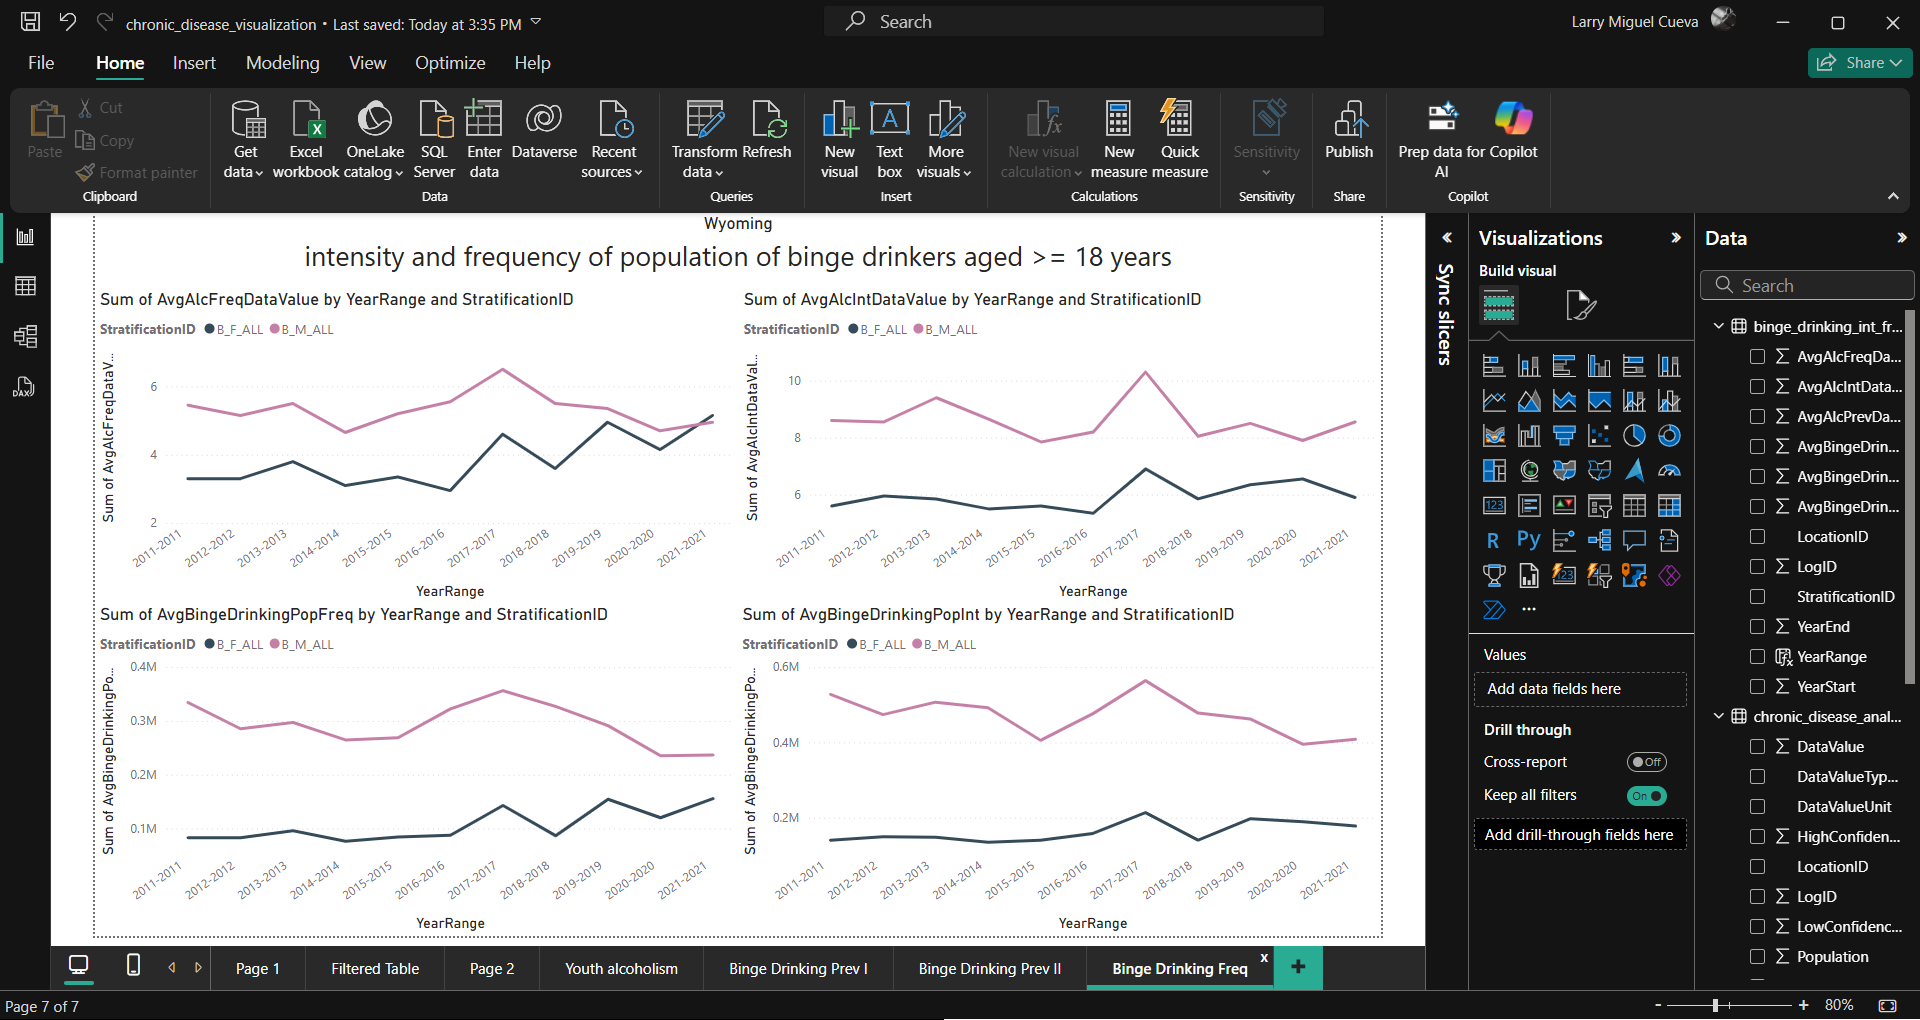 chronic_disease_visualization • Last saved: Today at 3:35 PM
Search
Larry Miguel Cueva
File Home Insert Modeling View Optimize Help
Share
Paste
Cut
Copy
Format painter
Clipboard
Get data
Excel workbook
OneLake catalog
SQL Server
Enter data
Dataverse
Recent sources
Data
Transform data
Refresh
Queries
New visual
Text box
More visuals
Insert
New visual calculation
New measure
Quick measure
Calculations
Sensitivity
Sensitivity
Publish
Share
Prep data for AI
Copilot
Copilot
Wyoming
intensity and frequency of population of binge drinkers aged >= 18 years
Sum of AvgAlcFreqDataValue by YearRange and StratificationID
StratificationID B_F_ALL B_M_ALL
Sum of AvgAlcFreqDataV...
6
4
2
2011-2011 2012-2012 2013-2013 2014-2014 2015-2015 2016-2016 2017-2017 2018-2018 2019-2019 2020-2020 2021-2021
YearRange
Sum of AvgAlcIntDataValue by YearRange and StratificationID
StratificationID B_F_ALL B_M_ALL
Sum of AvgAlcIntDataVal...
10
8
6
2011-2011 2012-2012 2013-2013 2014-2014 2015-2015 2016-2016 2017-2017 2018-2018 2019-2019 2020-2020 2021-2021
YearRange
Sum of AvgBingeDrinkingPopFreq by YearRange and StratificationID
StratificationID B_F_ALL B_M_ALL
Sum of AvgBingeDrinkingPo...
0.4M
0.3M
0.2M
0.1M
2011-2011 2012-2012 2013-2013 2014-2014 2015-2015 2016-2016 2017-2017 2018-2018 2019-2019 2020-2020 2021-2021
YearRange
Sum of AvgBingeDrinkingPopInt by YearRange and StratificationID
StratificationID B_F_ALL B_M_ALL
Sum of AvgBingeDrinkingPo...
0.6M
0.4M
0.2M
2011-2011 2012-2012 2013-2013 2014-2014 2015-2015 2016-2016 2017-2017 2018-2018 2019-2019 2020-2020 2021-2021
YearRange
Sync slicers
Visualizations
Build visual
123
R Py
123
Values
Add data fields here
Drill through
Cross-report Off
Keep all filters On
Add drill-through fields here
Data
Search
binge_drinking_int_fr...
AvgAlcFreqDa...
AvgAlcIntData...
AvgAlcPrevDa...
AvgBingeDrin...
AvgBingeDrin...
AvgBingeDrin...
LocationID
LogID
StratificationID
YearEnd
YearRange
YearStart
chronic_disease_anal...
DataValue
DataValueTyp...
DataValueUnit
HighConfiden...
LocationID
LogID
LowConfidenc...
Population
DAX
Page 1 Filtered Table Page 2 Youth alcoholism Binge Drinking Prev I Binge Drinking Prev II Binge Drinking Freq x +
Page 7 of 7
- + 80%